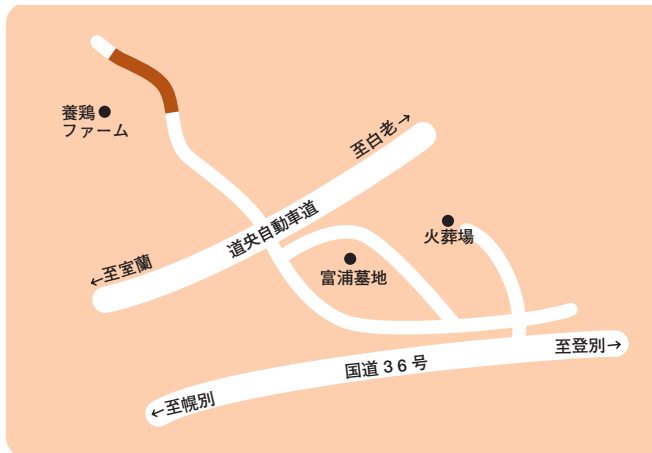 養鶏
ファーム
至白老→
道央自動車道
←至室蘭
火葬場
富浦墓地
国道36号
至登別→
←至幌別